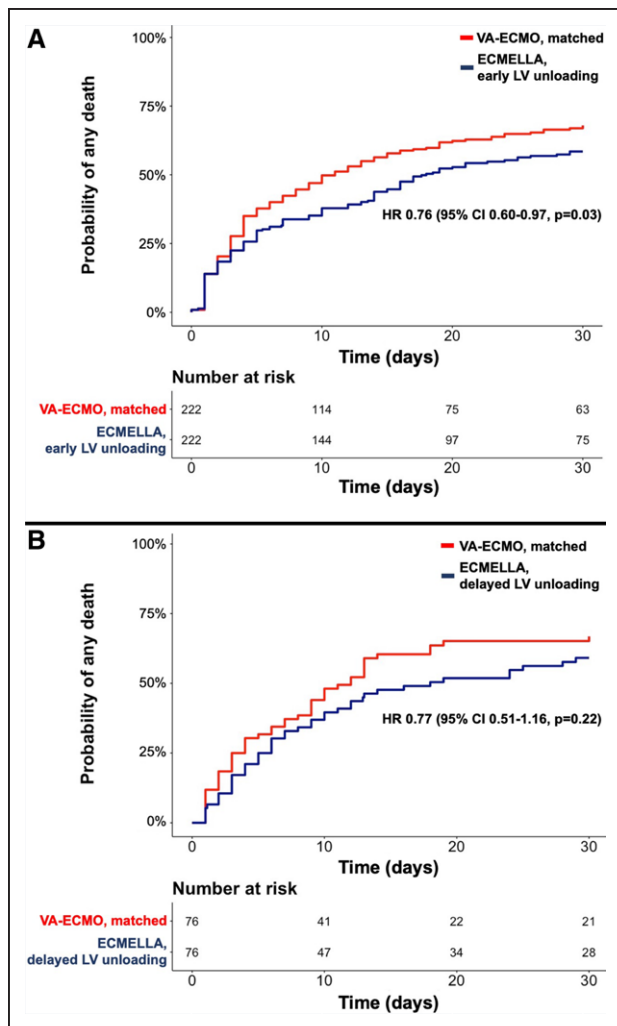 A
100%
VA-ECMO, matched
ECMELLA,
early LV unloading
75%
50%
25%
0%
Probability of any death
HR 0.76 (95% CI 0.60-0.97, p=0.03)
0 10 20 30
Time (days)
Number at risk
VA-ECMO, matched 222 114 75 63
ECMELLA,
early LV unloading 222 144 97 75
0 10 20 30
Time (days)
B
100%
VA-ECMO, matched
ECMELLA,
delayed LV unloading
75%
50%
25%
0%
Probability of any death
HR 0.77 (95% CI 0.51-1.16, p=0.22)
0 10 20 30
Time (days)
Number at risk
VA-ECMO, matched 76 41 22 21
ECMELLA,
delayed LV unloading 76 47 34 28
0 10 20 30
Time (days)